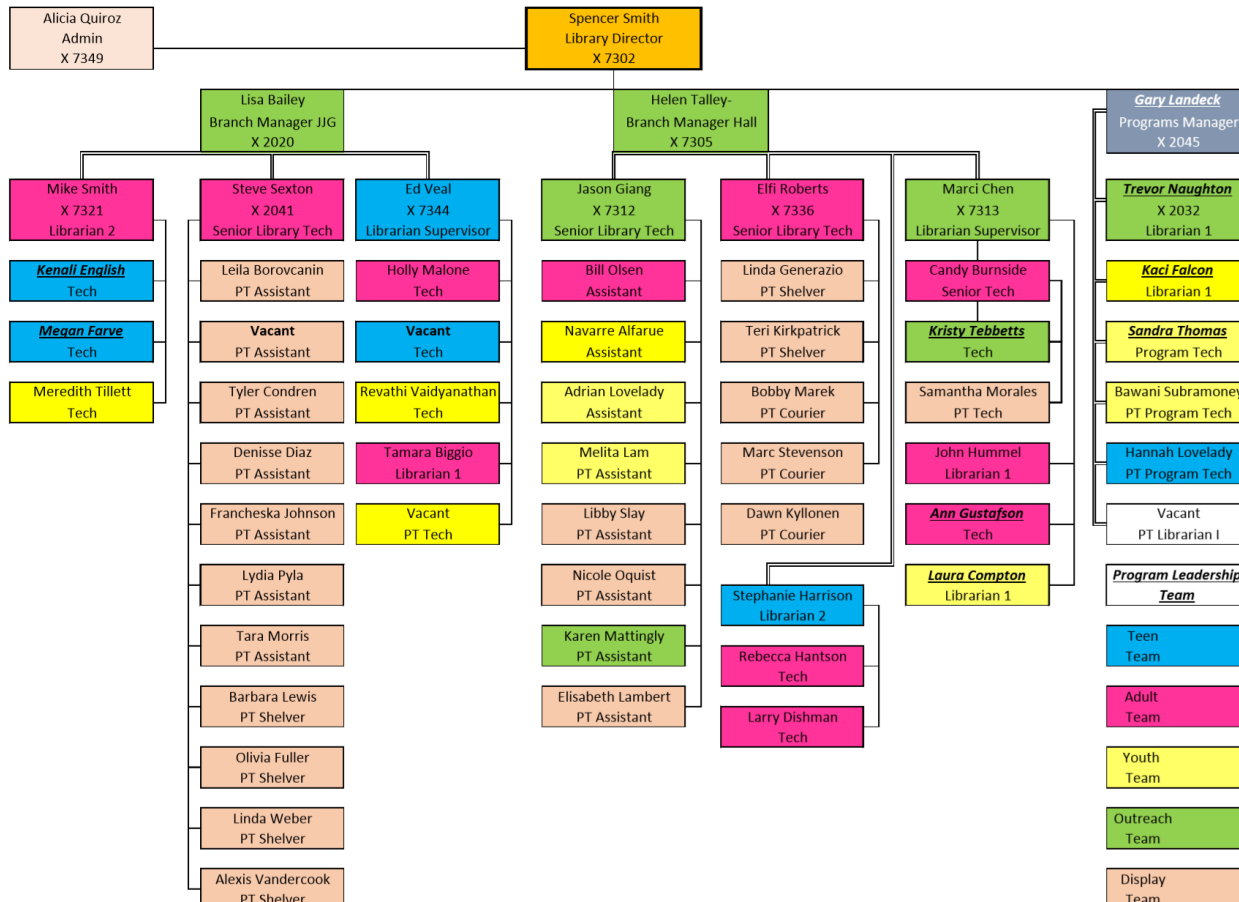 Alicia Quiroz
Admin
X 7349
Spencer Smith
Library Director
X 7302
Lisa Bailey
Branch Manager JJG
X 2020
Helen Talley-
Branch Manager Hall
X 7305
Gary Landeck
Programs Manager
X 2045
Mike Smith
X 7321
Librarian 2
Kenali English
Tech
Megan Farve
Tech
Meredith Tillett
Tech
Steve Sexton
X 2041
Senior Library Tech
Leila Borovcanin
PT Assistant
Vacant
PT Assistant
Tyler Condren
PT Assistant
Denisse Diaz
PT Assistant
Francheska Johnson
PT Assistant
Lydia Pyla
PT Assistant
Tara Morris
PT Assistant
Barbara Lewis
PT Shelver
Olivia Fuller
PT Shelver
Linda Weber
PT Shelver
Alexis Vandercook
PT Shelver
Ed Veal
X 7344
Librarian Supervisor
Holly Malone
Tech
Vacant
Tech
Revathi Vaidyanathan
Tech
Tamara Biggio
Librarian 1
Vacant
PT Tech
Jason Giang
X 7312
Senior Library Tech
Bill Olsen
Assistant
Navarre Alfarue
Assistant
Adrian Lovelady
Assistant
Melita Lam
PT Assistant
Libby Slay
PT Assistant
Nicole Oquist
PT Assistant
Karen Mattingly
PT Assistant
Elisabeth Lambert
PT Assistant
Elfi Roberts
X 7336
Senior Library Tech
Linda Generazio
PT Shelver
Teri Kirkpatrick
PT Shelver
Bobby Marek
PT Courier
Marc Stevenson
PT Courier
Dawn Kyllonen
PT Courier
Stephanie Harrison
Librarian 2
Rebecca Hantson
Tech
Larry Dishman
Tech
Marci Chen
X 7313
Librarian Supervisor
Candy Burnside
Senior Tech
Kristy Tebbetts
Tech
Samantha Morales
PT Tech
John Hummel
Librarian 1
Ann Gustafson
Tech
Laura Compton
Librarian 1
Trevor Naughton
X 2032
Librarian 1
Kaci Falcon
Librarian 1
Sandra Thomas
Program Tech
Bawani Subramoney
PT Program Tech
Hannah Lovelady
PT Program Tech
Vacant
PT Librarian I
Program Leadership
Team
Teen
Team
Adult
Team
Youth
Team
Outreach
Team
Display
Team